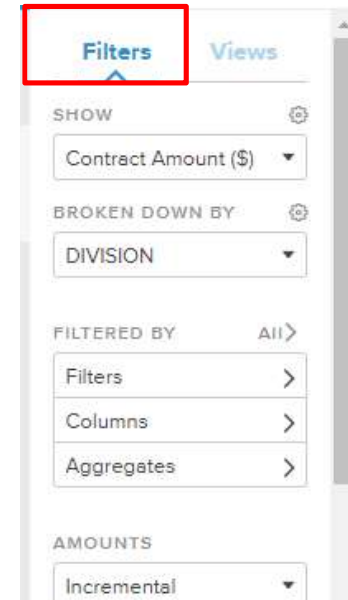 Filters Views
SHOW
Contract Amount ($)
BROKEN DOWN BY
DIVISION
FILTERED BY All
Filters
Columns
Aggregates
AMOUNTS
Incremental